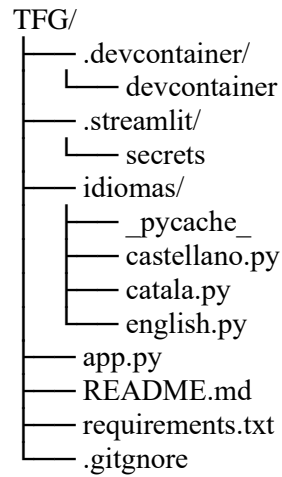 TFG/
.devcontainer/
devcontainer
.streamlit/
secrets
idiomas/
_pycache_
castellano.py
catala.py
english.py
app.py
README.md
requirements.txt
.gitgnore